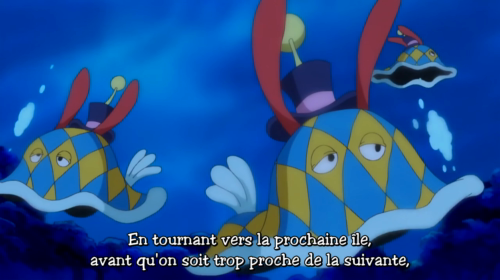 En tournant vers la prochaine île,
avant qu'on soit trop proche de la suivante,